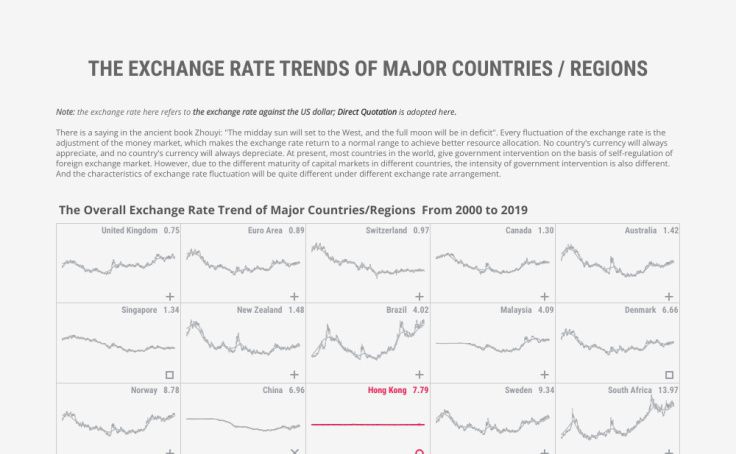 THE EXCHANGE RATE TRENDS OF MAJOR COUNTRIES / REGIONS
Note: the exchange rate here refers to the exchange rate against the US dollar; Direct Quotation is adopted here.
There is a saying in the ancient book Zhouyi: "The midday sun will set to the West, and the full moon will be in deficit". Every fluctuation of the exchange rate is the
adjustment of the money market, which makes the exchange rate return to a normal range to achieve better resource allocation. No country's currency will always
appreciate, and no country's currency will always depreciate. At present, most countries in the world, give government intervention on the basis of self-regulation of
foreign exchange market. However, due to the different maturity of capital markets in different countries, the intensity of government intervention is also different.
And the characteristics of exchange rate fluctuation will be quite different under different exchange rate arrangement.
The Overall Exchange Rate Trend of Major Countries/Regions From 2000 to 2019
United Kingdom 0.75
Euro Area 0.89
Switzerland 0.97
Canada 1.30
Australia 1.42
Singapore 1.34
New Zealand 1.48
Brazil 4.02
Malaysia 4.09
Denmark 6.66
Norway 8.78
China 6.96
Hong Kong 7.79
Sweden 9.34
South Africa 13.97